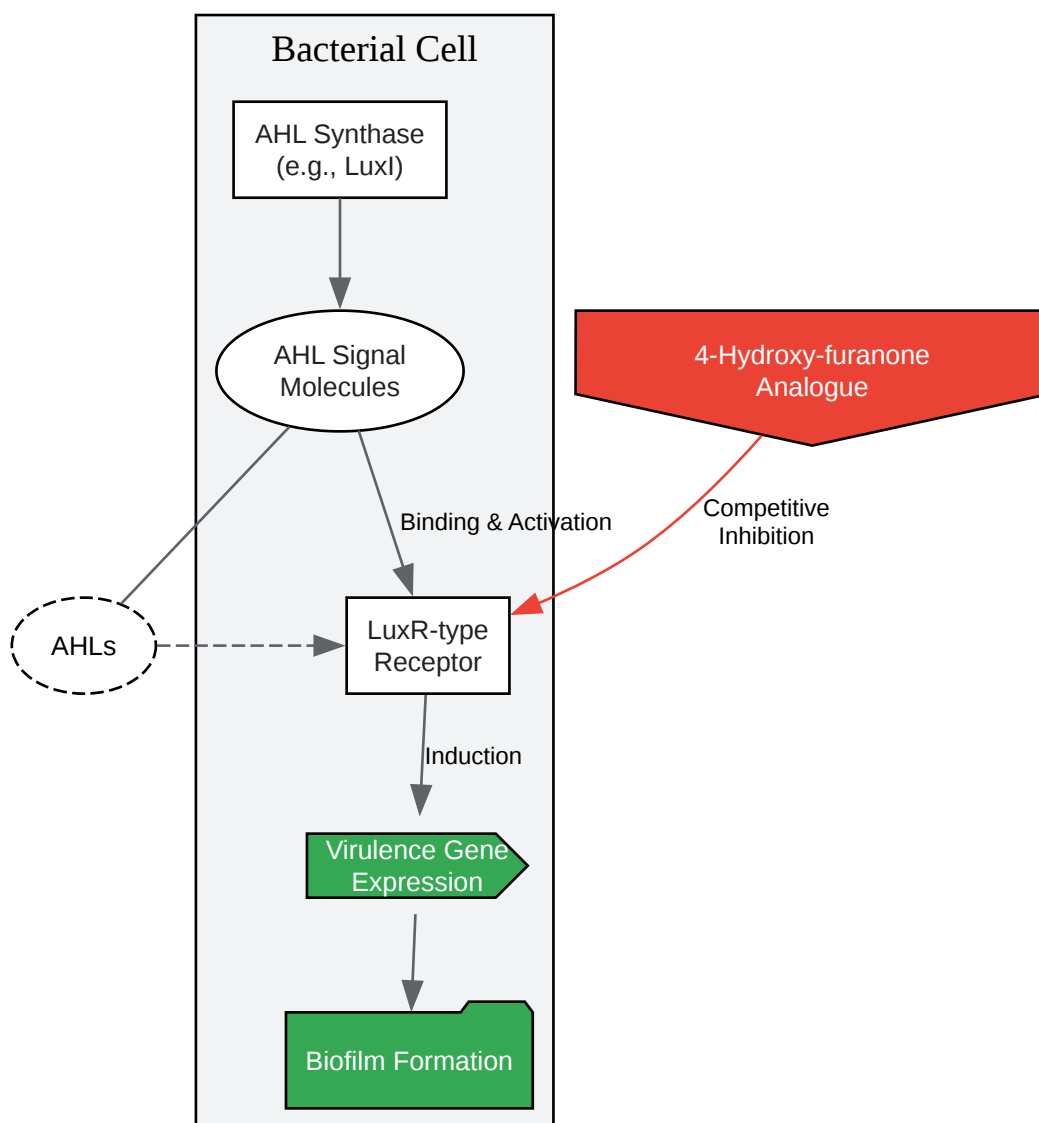 Bacterial Cell
AHL Synthase
(e.g., LuxI)
AHL Signal
Molecules
4-Hydroxy-furanone
Analogue
Binding & Activation
Competitive
Inhibition
AHLs
LuxR-type
Receptor
Induction
Virulence Gene
Expression
Biofilm Formation